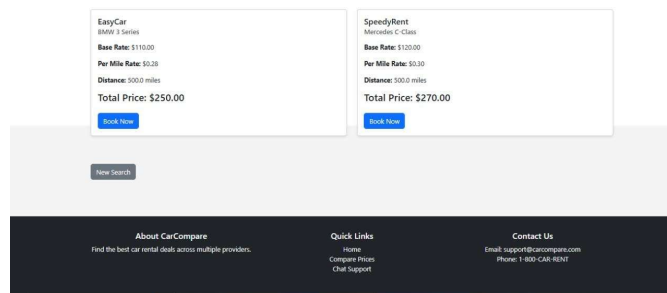 EasyCar
BMW 3 Series
Base Rate: $110.00
Per Mile Rate: $0.28
Distance: 500.0 miles
Total Price: $250.00
Book Now
SpeedyRent
Mercedes C-Class
Base Rate: $120.00
Per Mile Rate: $0.30
Distance: 500.0 miles
Total Price: $270.00
Book Now
New Search
About CarCompare
Find the best car rental deals across multiple providers.
Quick Links
Home
Compare Prices
Chat Support
Contact Us
Email: support@carcompare.com
Phone: 1-800-CAR-RENT